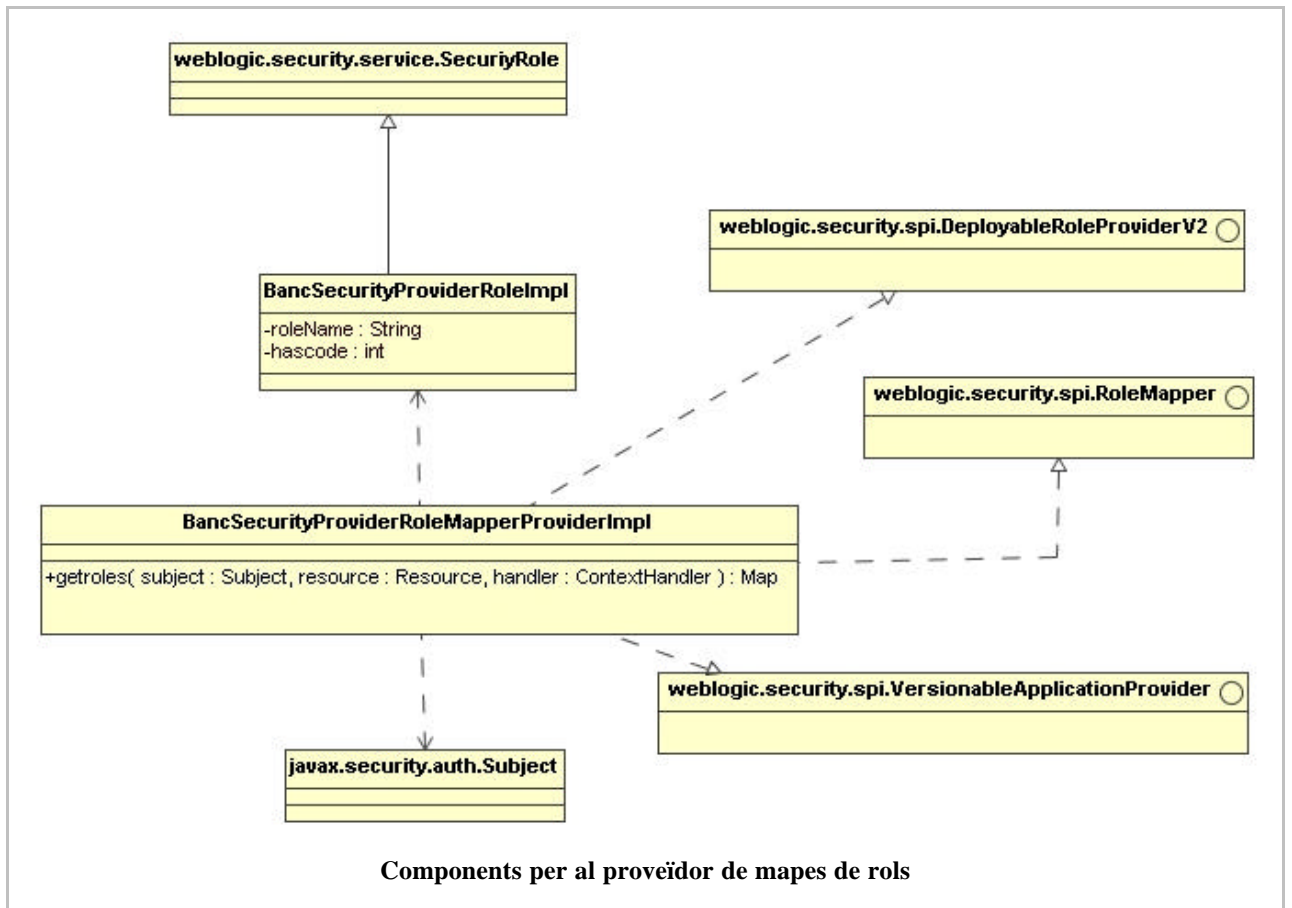 weblogic.security.service.SecuriyRole
weblogic.security.spi.DeployableRoleProviderV2
BancSecurityProviderRoleImpl
-roleName : String
-hascode : int
weblogic.security.spi.RoleMapper
BancSecurityProviderRoleMapperProviderImpl
+getroles( subject : Subject, resource : Resource, handler : ContextHandler ) : Map
weblogic.security.spi.VersionableApplicationProvider
javax.security.auth.Subject
Components per al proveïdor de mapes de rols